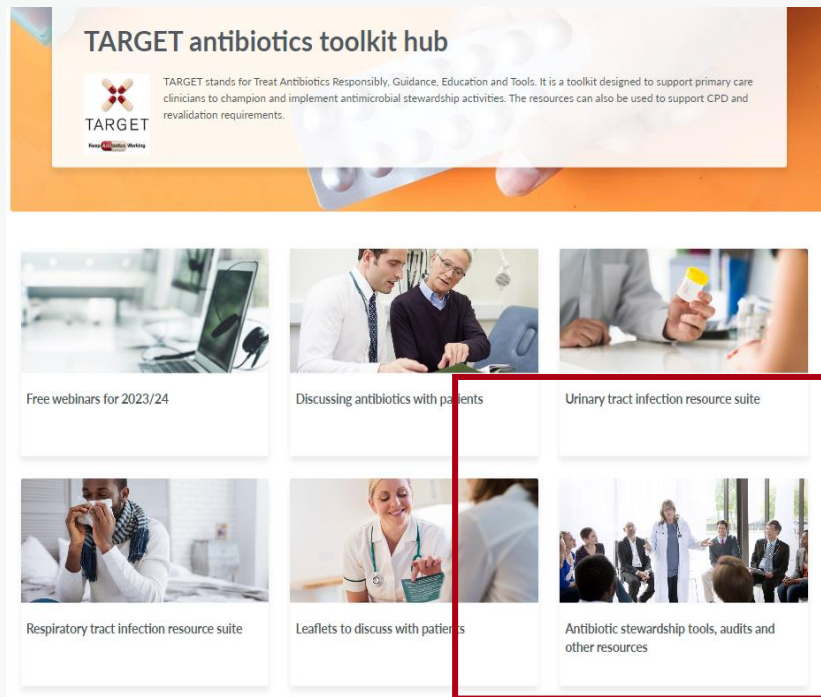 TARGET antibiotics toolkit hub
TARGET stands for Treat Antibiotics Responsibly, Guidance, Education and Tools. It is a toolkit designed to support primary care
clinicians to champion and implement antimicrobial stewardship activities. The resources can also be used to support CPD and
revalidation requirements.
TARGET
Keep Antibiotics Working
Free webinars for 2023/24
Discussing antibiotics with patients
Urinary tract infection resource suite
Respiratory tract infection resource suite
Leaflets to discuss with patients
Antibiotic stewardship tools, audits and
other resources